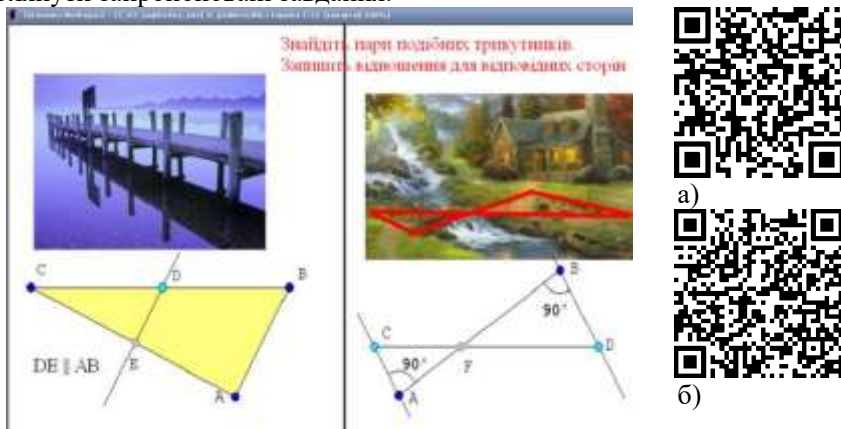 Знайдіть пари подібних трикутників.
Запишіть відношення для відповідних сторін
C
D
B
E
A
DE || AB
B
90°
C
D
F
90°
A
а)
б)